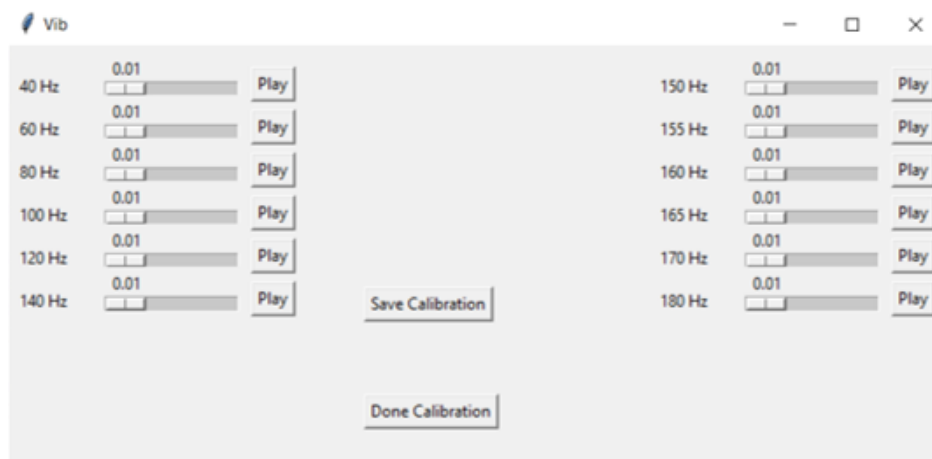 Vib
0.01 0.01
40 Hz Play 150 Hz Play
0.01 0.01
60 Hz Play 155 Hz Play
0.01 0.01
80 Hz Play 160 Hz Play
0.01 0.01
100 Hz Play 165 Hz Play
0.01 0.01
120 Hz Play 170 Hz Play
0.01 0.01
140 Hz Play 180 Hz Play
Save Calibration
Done Calibration